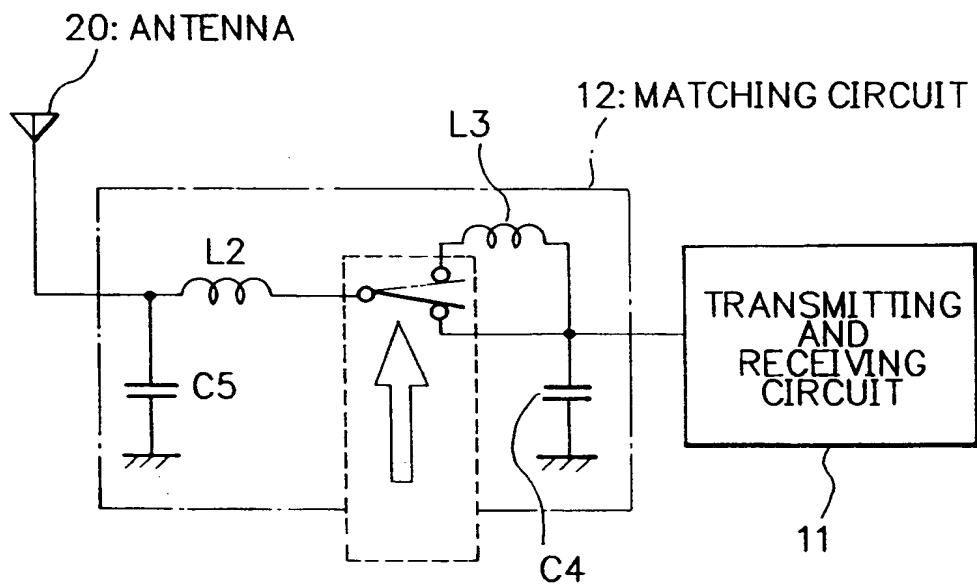 20: ANTENNA
12: MATCHING CIRCUIT
L3
L2
C5
TRANSMITTING
AND
RECEIVING
CIRCUIT
C4
11